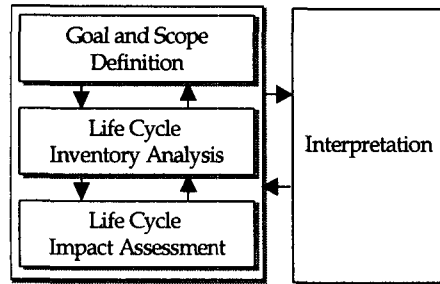 Goal and Scope
Definition
Life Cycle
Inventory Analysis
Life Cycle
Impact Assessment
Interpretation